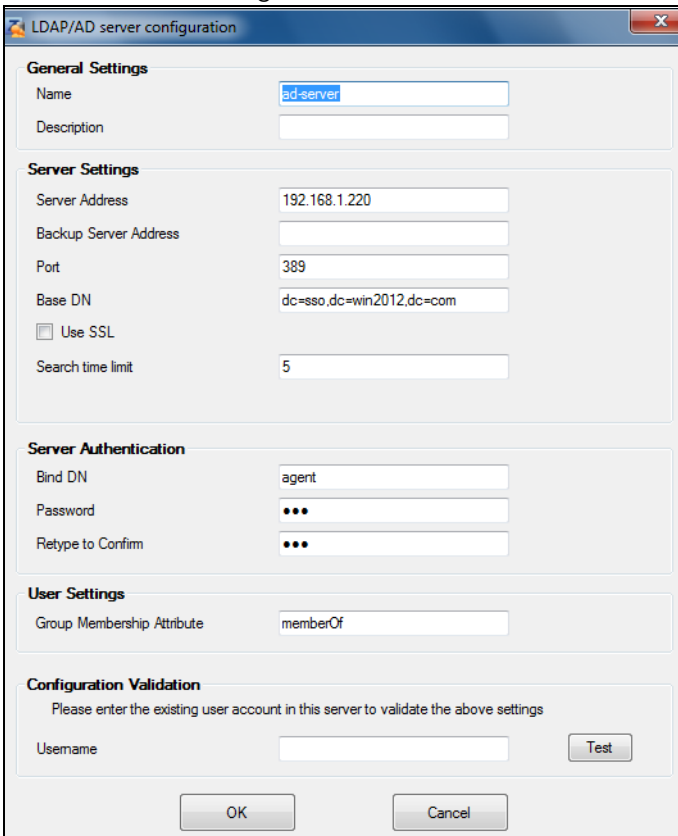 LDAP/AD server configuration
x
General Settings
Name ad-server
Description
Server Settings
Server Address 192.168.1.220
Backup Server Address
Port 389
Base DN dc=sso,dc=win2012,dc=com
Use SSL
Search time limit 5
Server Authentication
Bind DN agent
Password •••
Retype to Confirm •••
User Settings
Group Membership Attribute memberOf
Configuration Validation
Please enter the existing user account in this server to validate the above settings
Username Test
OK Cancel